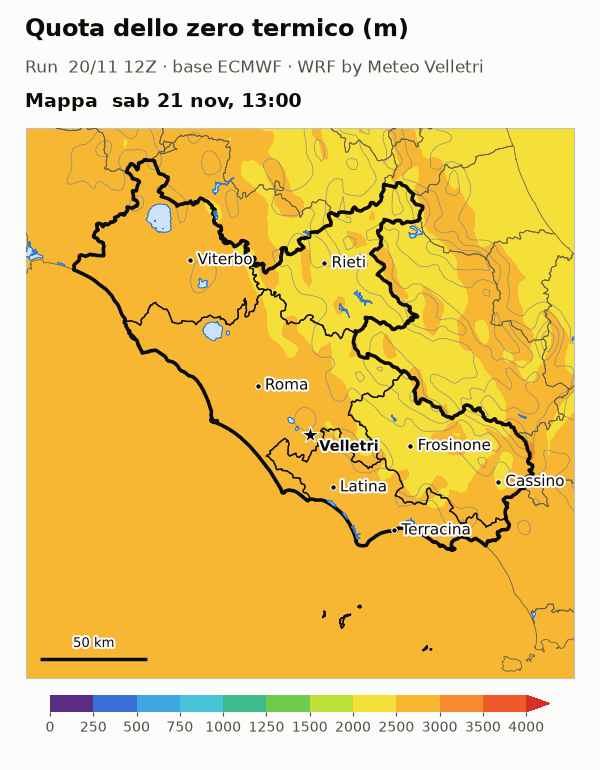 Quota dello zero termico (m)
Run 20/11 12Z · base ECMWF · WRF by Meteo Velletri
Mappa sab 21 nov, 13:00
Viterbo
Rieti
Roma
Velletri
Frosinone
Cassino
Latina
Terracina
50 km
0 250 500 750 1000 1250 1500 2000 2500 3000 3500 4000